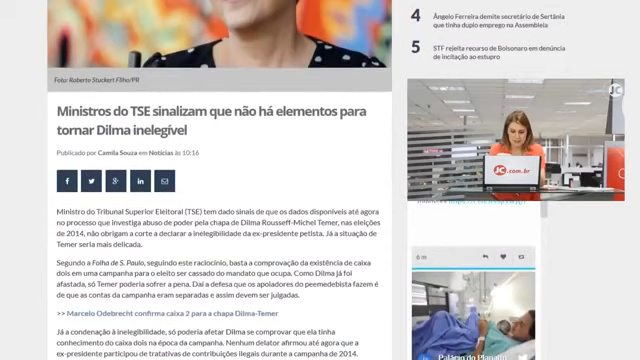 Foto: Roberto Stuckert Filho/PR
Ministros do TSE sinalizam que não há elementos para
tornar Dilma inelegível
Publicado por Camila Souza em Notícias às 10:16
Ministro do Tribunal Superior Eleitoral (TSE) tem dado sinais de que os dados disponíveis até agora
no processo que investiga abuso de poder pela chapa de Dilma Rousseff-Michel Temer, nas eleições
de 2014, não obrigam a corte a declarar a inelegibilidade da ex-presidente petista. Já a situação de
Temer seria mais delicada.
Segundo a Folha de S. Paulo, seguindo este raciocínio, basta a comprovação da existência de caixa
dois em uma campanha para o eleito ser cassado do mandato que ocupa. Como Dilma já foi
afastada, só Temer poderia sofrer a pena. Daí a defesa que os apoiadores do peemedebista fazem é
de que as contas da campanha eram separadas e assim devem ser julgadas.
>> Marcelo Odebrecht confirma caixa 2 para a chapa Dilma-Temer
Já a condenação à inelegibilidade, só poderia afetar Dilma se comprovar que ela tinha
conhecimento do caixa dois na época da campanha. Nenhum delator afirmou até agora que a
ex-presidente participou de tratativas de contribuições ilegais durante a campanha de 2014.
4 Ângelo Ferreira demite secretário de Sertânia
que tinha duplo emprego na Assembleia
5 STF rejeita recurso de Bolsonaro em denúncia
de incitação ao estupro
JC
JC.com.br
6 m
Palácio do Planalto